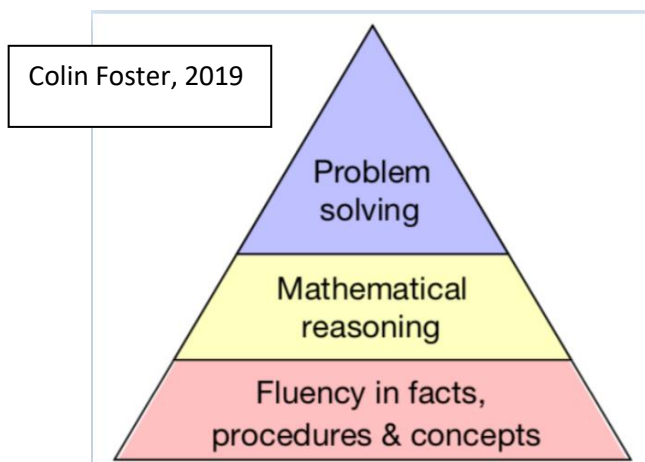 Colin Foster, 2019
Problem
solving
Mathematical
reasoning
Fluency in facts,
procedures & concepts